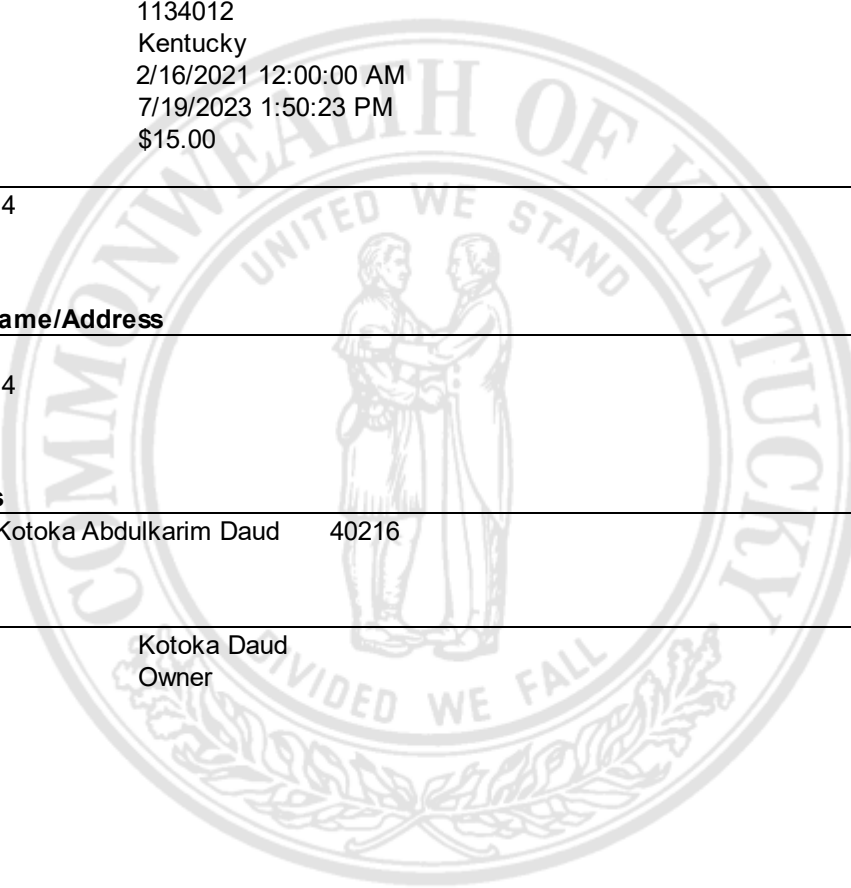 1134012
Kentucky
2/16/2021 12:00:00 AM
7/19/2023 1:50:23 PM
$15.00
4
ame/Address
4
s
Kotoka Abdulkarim Daud 40216
Kotoka Daud
Owner
COMMONWEALTH OF KENTUCKY
UNITED WE STAND
DIVIDED WE FALL